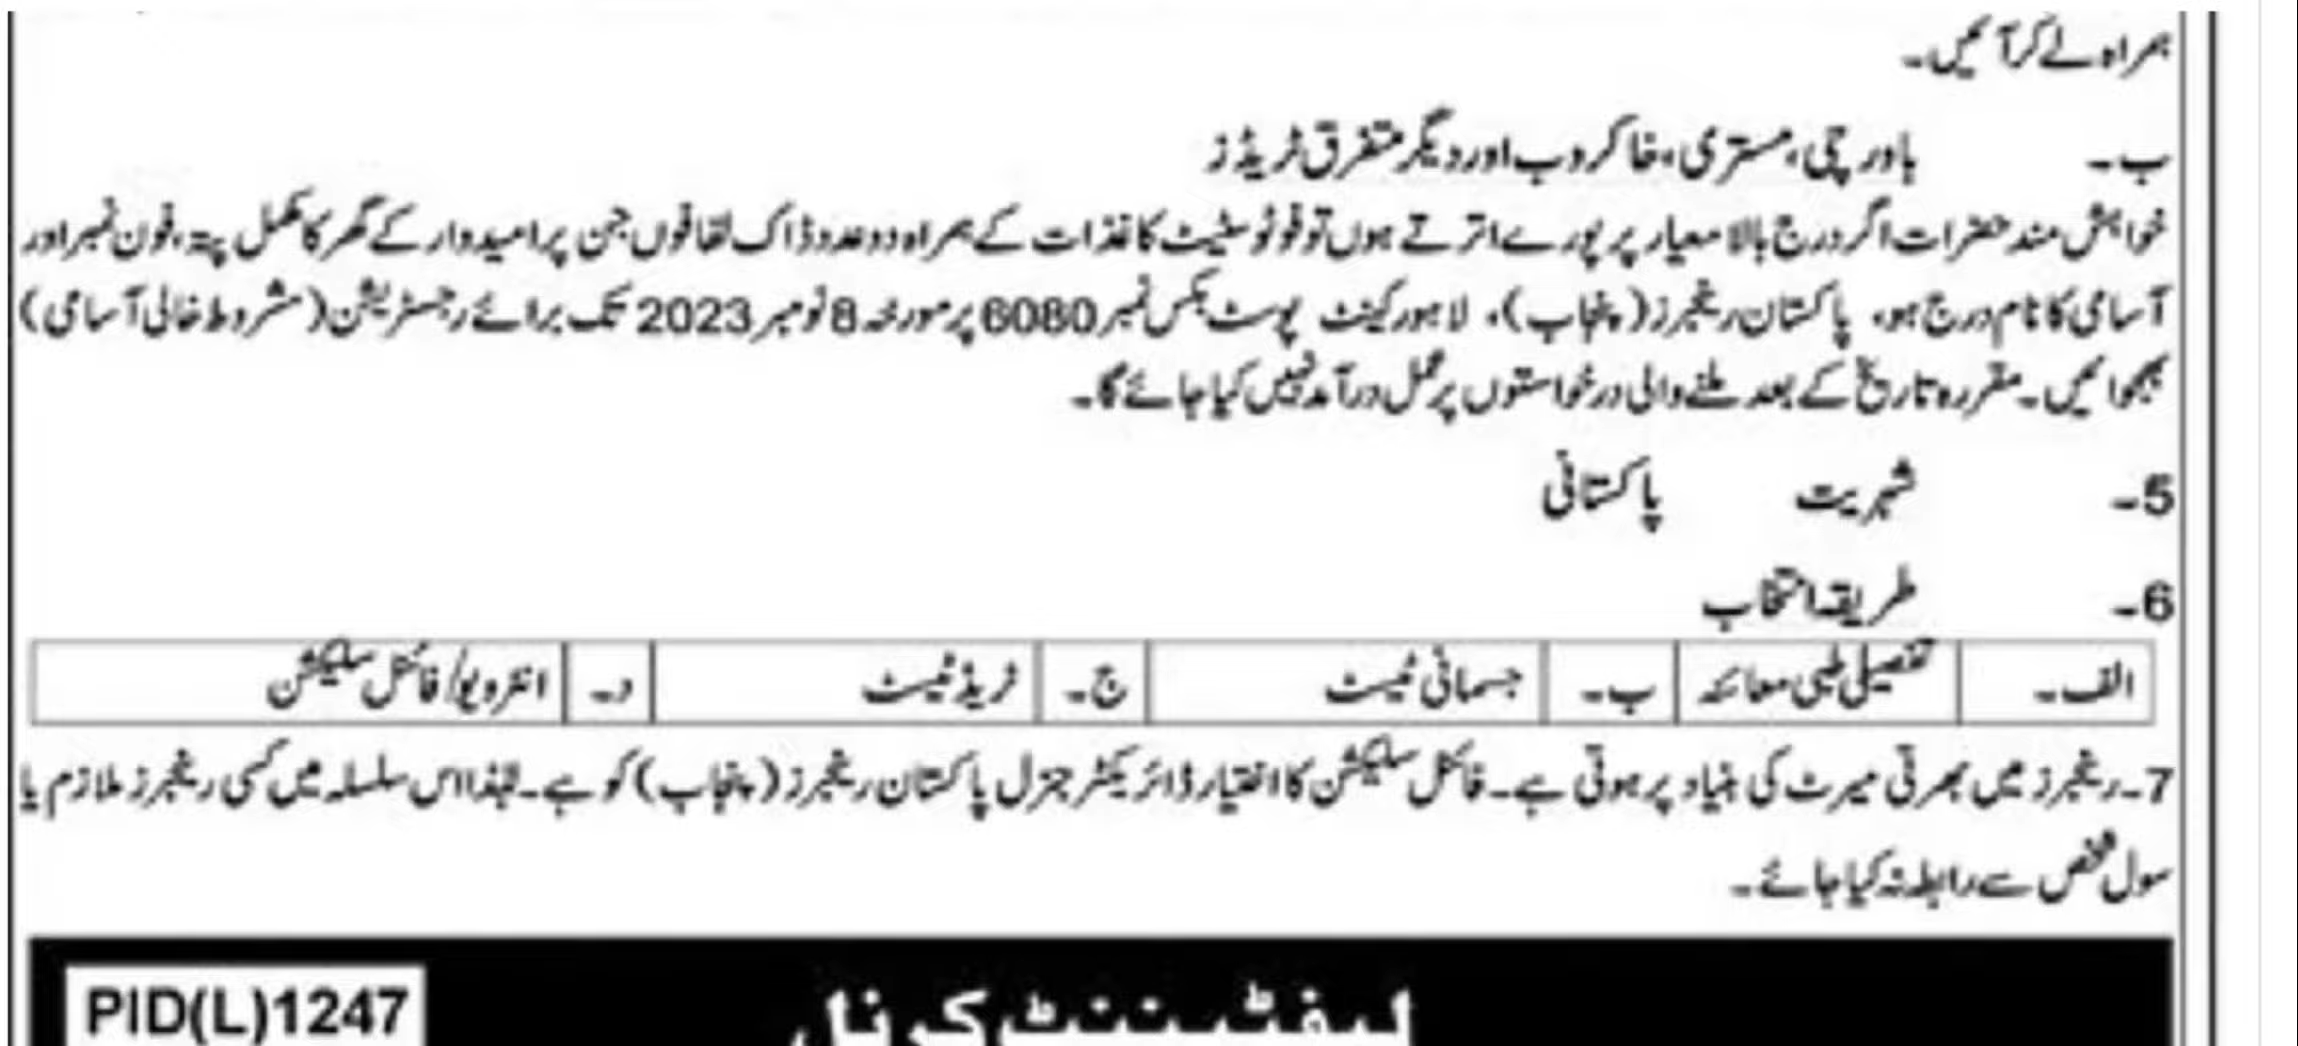 ہمراہ لے کر آئیں۔
ب۔ باورچی، مستری، خاکروب اور دیگر متفرق ٹریڈز
خواہش مند حضرات اگر درج بالا معیار پر پورے اترتے ہوں تو فوٹو سٹیٹ کاغذات کے ہمراہ دو عدد ڈاک لفافوں جن پر امیدوار کے گھر کا مکمل پتہ، فون نمبر اور
آسامی کا نام درج ہو، پاکستان رینجرز (پنجاب)، لاہور کینٹ پوسٹ بکس نمبر 6080 پر مورخہ 8 نومبر 2023 تک برائے رجسٹریشن (مشروط خالی آسامی)
بھجوائیں۔ مقررہ تاریخ کے بعد ملنے والی درخواستوں پر عمل درآمد نہیں کیا جائے گا۔
5۔ شہریت پاکستانی
6۔ طریقہ انتخاب
الف۔ تفصیلی طبی معائنہ ب۔ جسمانی ٹیسٹ ج۔ ٹریڈ ٹیسٹ د۔ انٹرویو/فائنل سلیکشن
7۔ رینجرز میں بھرتی میرٹ کی بنیاد پر ہوتی ہے۔ فائنل سلیکشن کا اختیار ڈائریکٹر جنرل پاکستان رینجرز (پنجاب) کو ہے۔ لہٰذا اس سلسلہ میں کسی رینجرز ملازم یا
سول شخص سے رابطہ نہ کیا جائے۔
لیفٹیننٹ کرنل
PID(L)1247